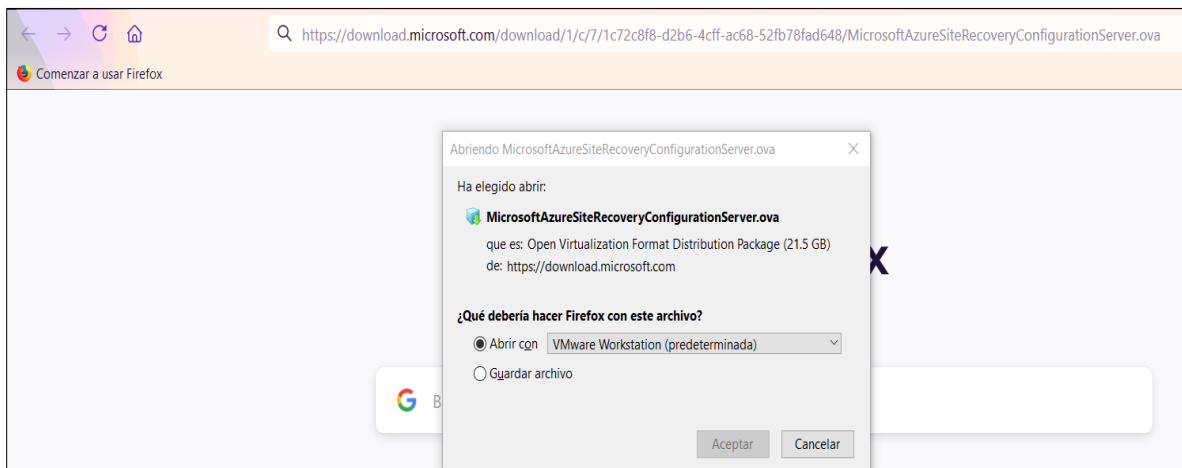 https://download.microsoft.com/download/1/c/7/1c72c8f8-d2b6-4cff-ac68-52fb78fad648/MicrosoftAzureSiteRecoveryConfigurationServer.ova
Comenzar a usar Firefox
Abriendo MicrosoftAzureSiteRecoveryConfigurationServer.ova
Ha elegido abrir:
MicrosoftAzureSiteRecoveryConfigurationServer.ova
que es: Open Virtualization Format Distribution Package (21.5 GB)
de: https://download.microsoft.com
x
¿Qué debería hacer Firefox con este archivo?
Abrir con VMware Workstation (predeterminada)
Guardar archivo
G B
Aceptar Cancelar